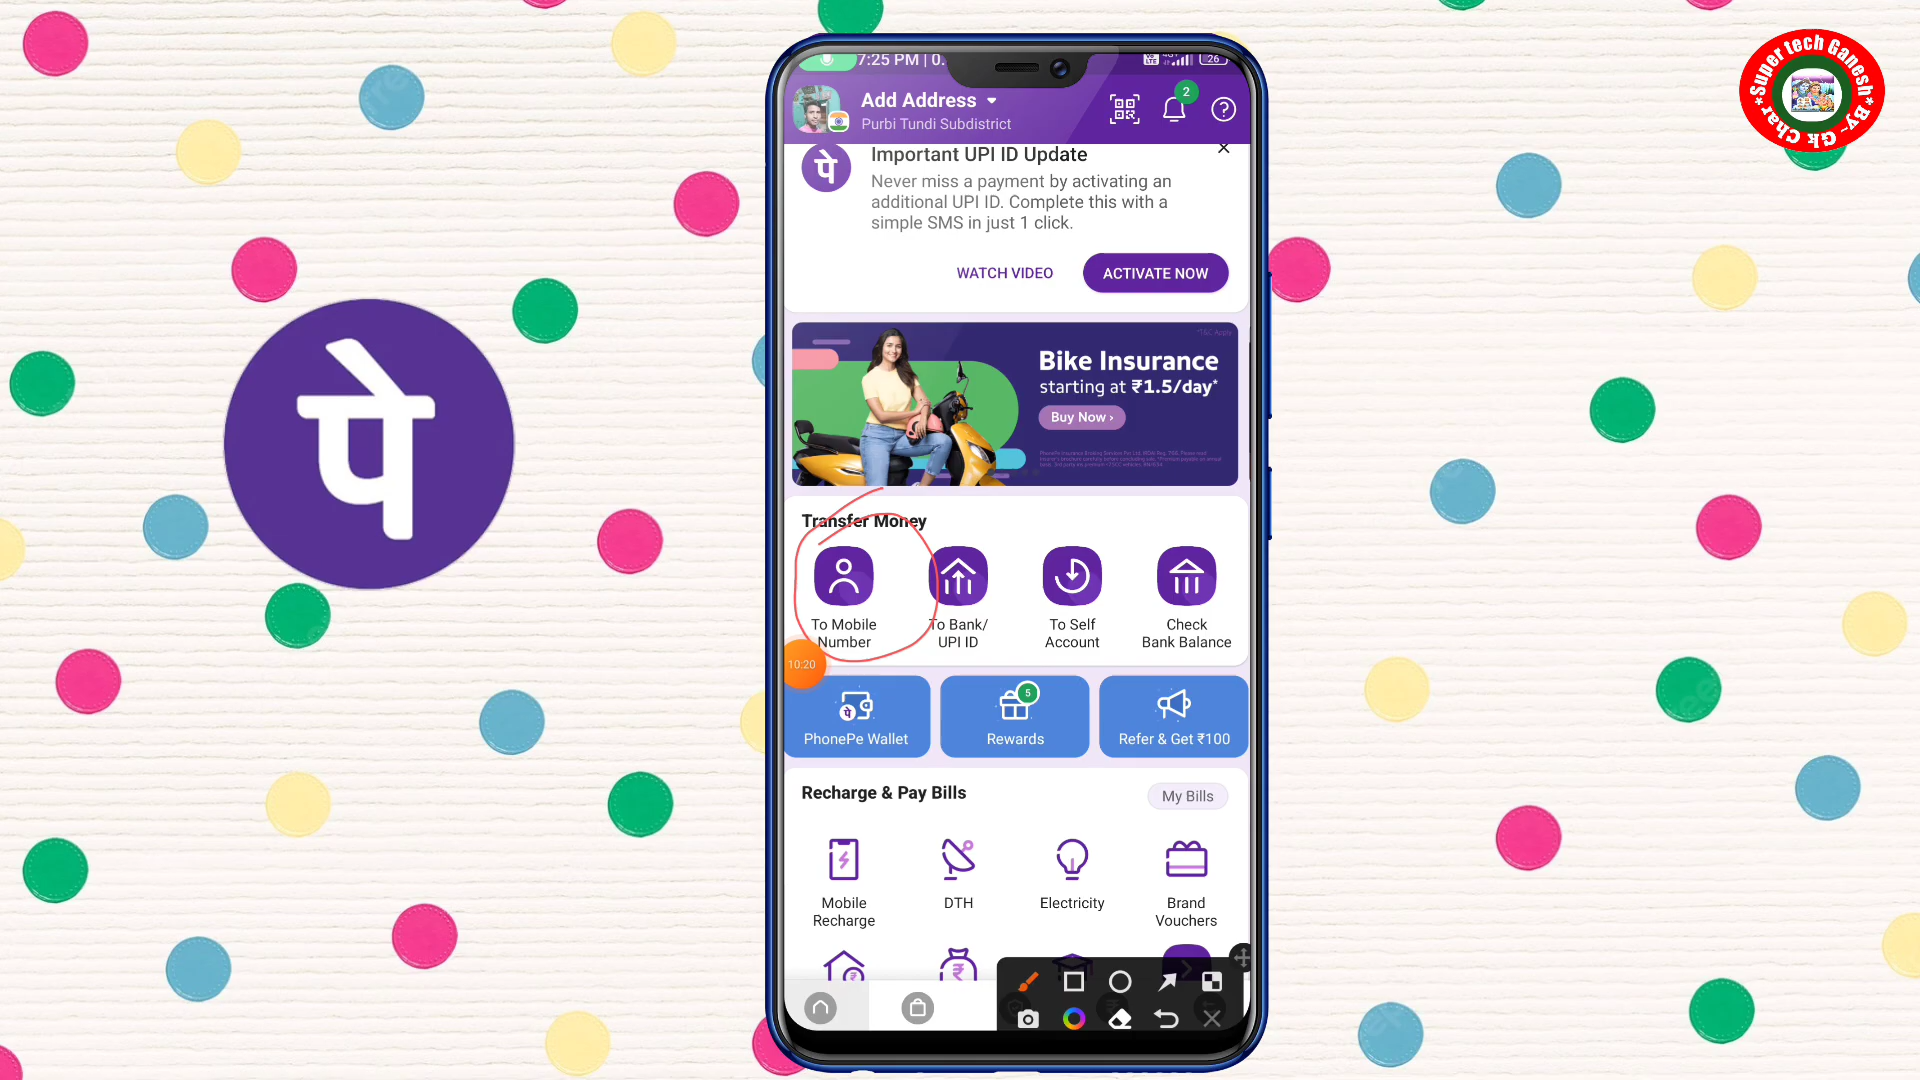 *Super tech Ganesh*
By- Gk Char
पे
7:25 PM | 0.
26
Add Address
Purbi Tundi Subdistrict
2
पे
Important UPI ID Update
Never miss a payment by activating an
additional UPI ID. Complete this with a
simple SMS in just 1 click.
WATCH VIDEO
ACTIVATE NOW
*T&C Apply
Bike Insurance
starting at ₹1.5/day*
Buy Now ›
Transfer Money
To Mobile
Number
To Bank/
UPI ID
To Self
Account
Check
Bank Balance
10:20
पे
5
PhonePe Wallet
Rewards
Refer & Get ₹100
Recharge & Pay Bills
My Bills
Mobile
Recharge
DTH
Electricity
Brand
Vouchers